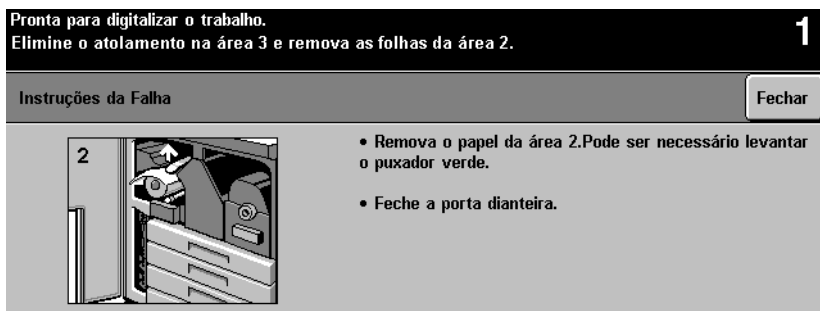 Pronta para digitalizar o trabalho.
Elimine o atolamento na área 3 e remova as folhas da área 2.
1
Instruções da Falha
Fechar
2
• Remova o papel da área 2.Pode ser necessário levantar
o puxador verde.
• Feche a porta dianteira.